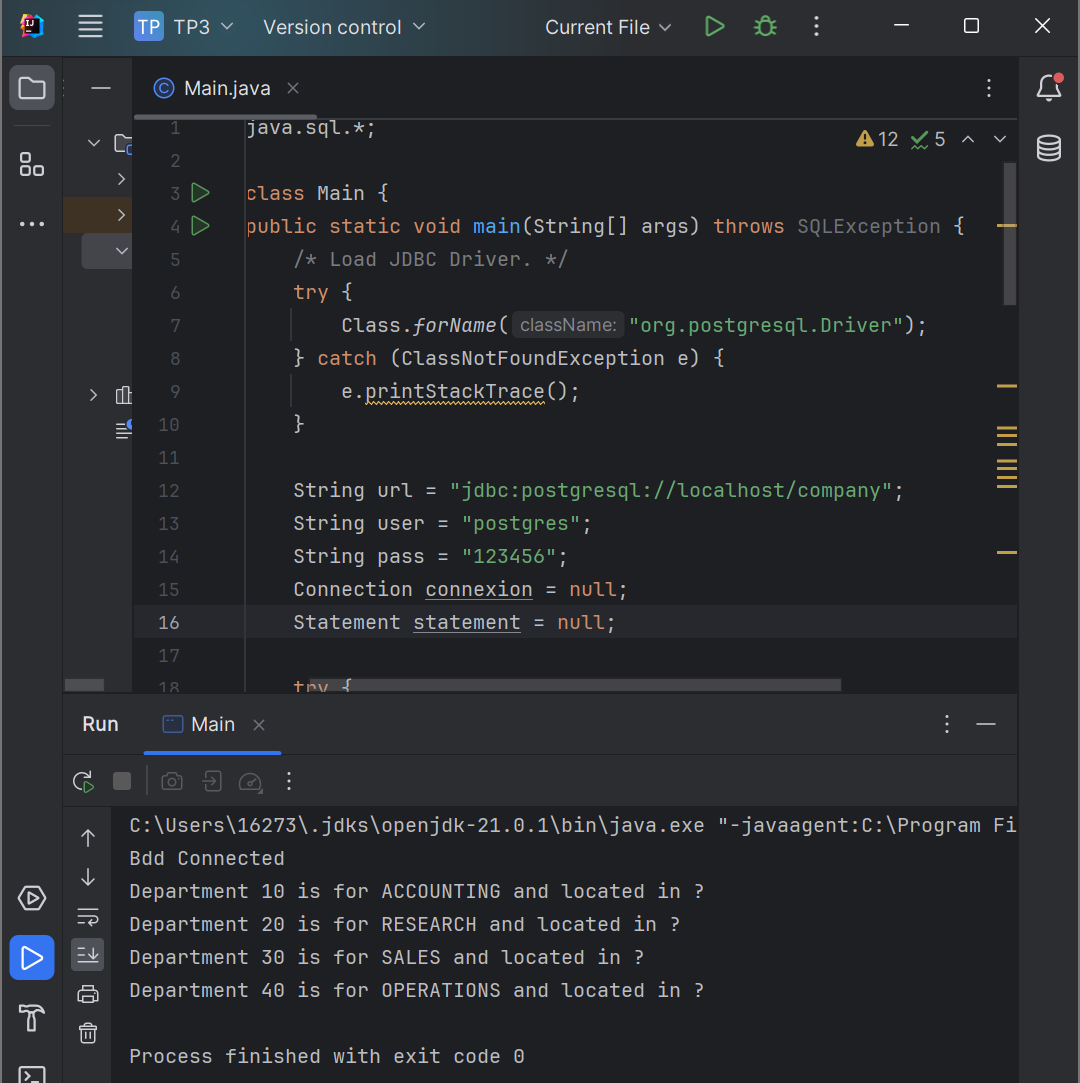 TP TP3 Version control Current File
Main.java
12 5
1 java.sql.*;
2
3 class Main {
4 public static void main(String[] args) throws SQLException {
5 /* Load JDBC Driver. */
6 try {
7 Class.forName( className: "org.postgresql.Driver");
8 } catch (ClassNotFoundException e) {
9 e.printStackTrace();
10 }
11
12 String url = "jdbc:postgresql://localhost/company";
13 String user = "postgres";
14 String pass = "123456";
15 Connection connexion = null;
16 Statement statement = null;
17
18 try {
Run Main
C:\Users\16273\.jdks\openjdk-21.0.1\bin\java.exe "-javaagent:C:\Program Fi
Bdd Connected
Department 10 is for ACCOUNTING and located in ?
Department 20 is for RESEARCH and located in ?
Department 30 is for SALES and located in ?
Department 40 is for OPERATIONS and located in ?
Process finished with exit code 0